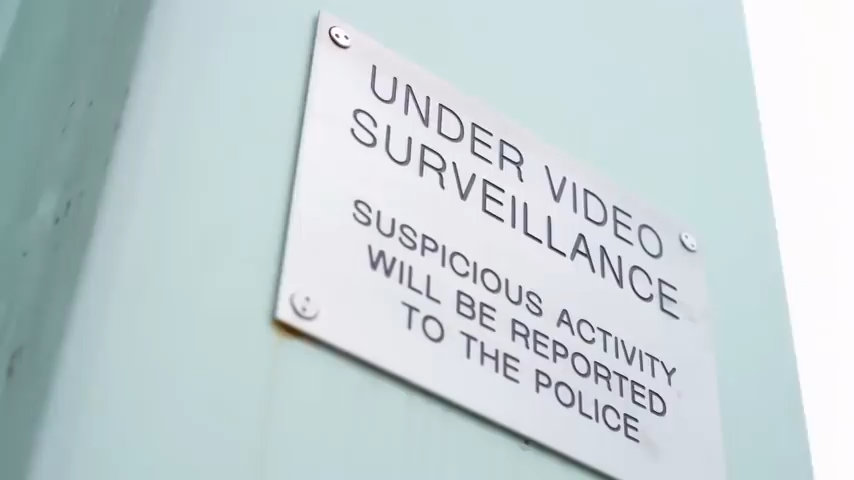 UNDER VIDEO
SURVEILLANCE
SUSPICIOUS ACTIVITY
WILL BE REPORTED
TO THE POLICE